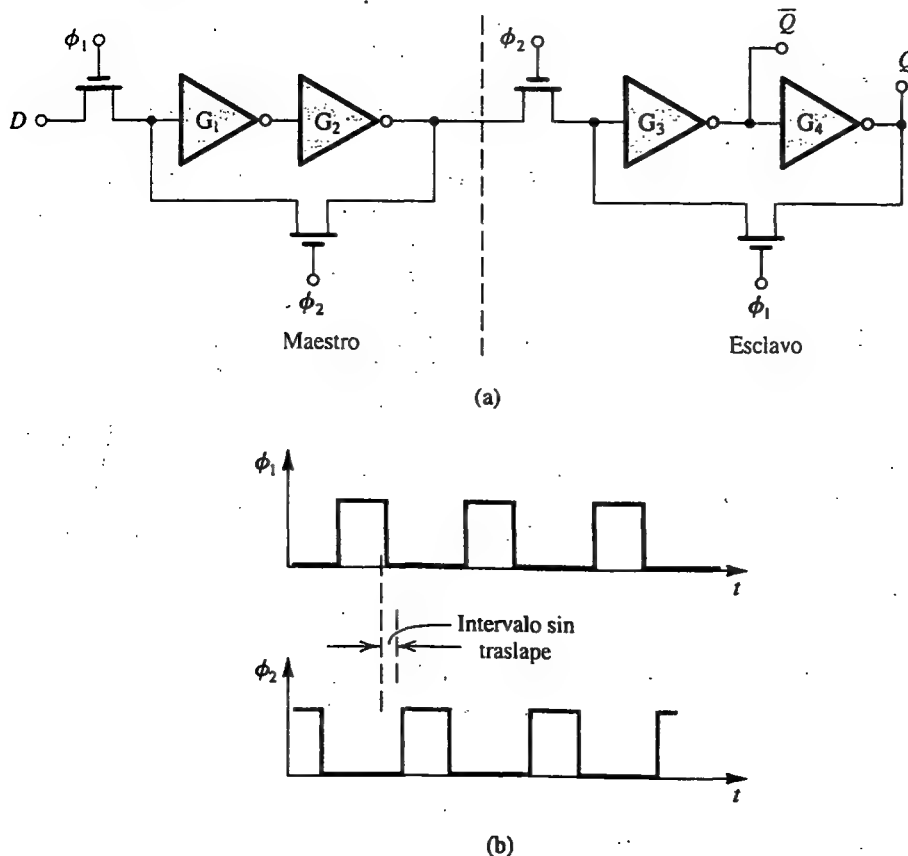 φ₁
D
G₁
G₂
φ₂
Maestro
φ₂
G₃
Q̅
G₄
Q
φ₁
Esclavo
(a)
φ₁
t
Intervalo sin
traslape
φ₂
t
(b)